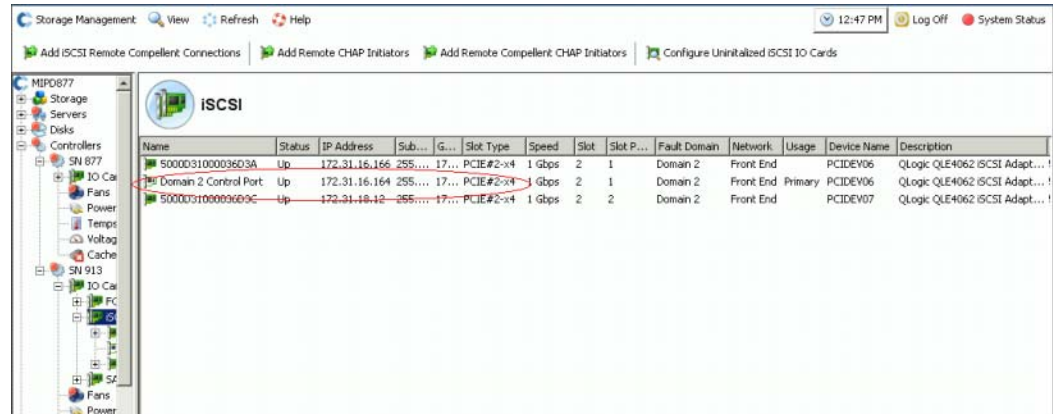 Storage Management View Refresh Help 12:47 PM Log Off System Status
Add iSCSI Remote Compellent Connections Add Remote CHAP Initiators Add Remote Compellent CHAP Initiators Configure Uninitalized iSCSI IO Cards
MIPD877
Storage
Servers
Disks
Controllers
SN 877
IO Ca
Fans
Power
Temps
Voltag
Cache
SN 913
IO Ca
FC
iS
SA
Fans
Power
iSCSI
Name Status IP Address Sub... G... Slot Type Speed Slot Slot P... Fault Domain Network Usage Device Name Description
5000D31000036D3A Up 172.31.16.166 255.... 17... PCIE#2-x4 1 Gbps 2 1 Domain 2 Front End PCIDEV06 QLogic QLE4062 iSCSI Adapt...
Domain 2 Control Port Up 172.31.16.164 255.... 17... PCIE#2-x4 1 Gbps 2 1 Domain 2 Front End Primary PCIDEV06 QLogic QLE4062 iSCSI Adapt...
5000D31000036D3C Up 172.31.18.12 255.... 17... PCIE#2-x4 1 Gbps 2 2 Domain 2 Front End PCIDEV07 QLogic QLE4062 iSCSI Adapt...